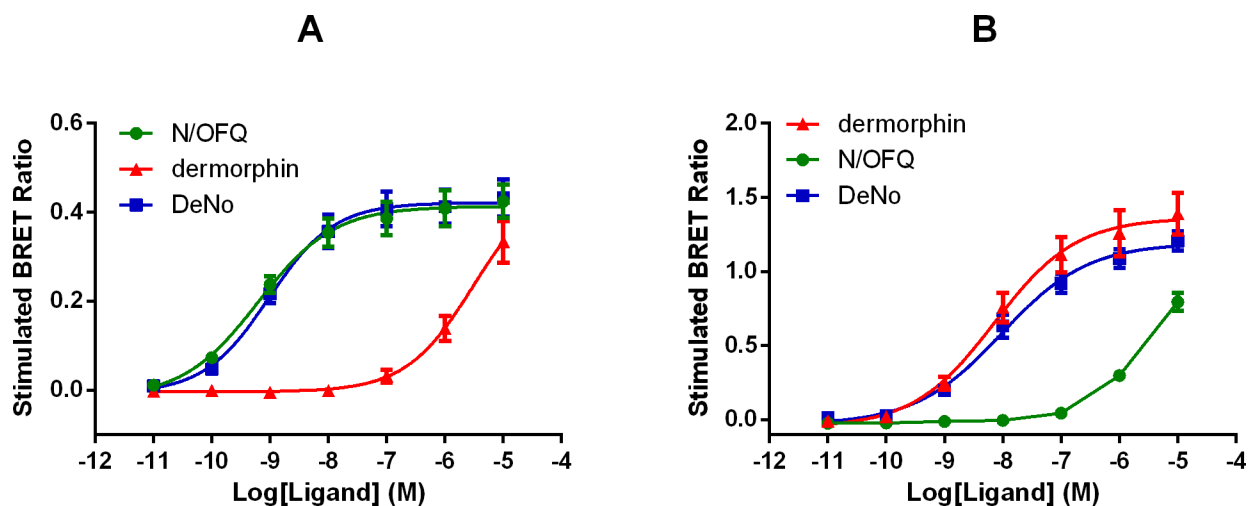 A
B
Stimulated BRET Ratio
0.6
0.4
0.2
0.0
N/OFQ
dermorphin
DeNo
-12 -11 -10 -9 -8 -7 -6 -5 -4
Log[Ligand] (M)
Stimulated BRET Ratio
2.0
1.5
1.0
0.5
0.0
dermorphin
N/OFQ
DeNo
-12 -11 -10 -9 -8 -7 -6 -5 -4
Log[Ligand] (M)